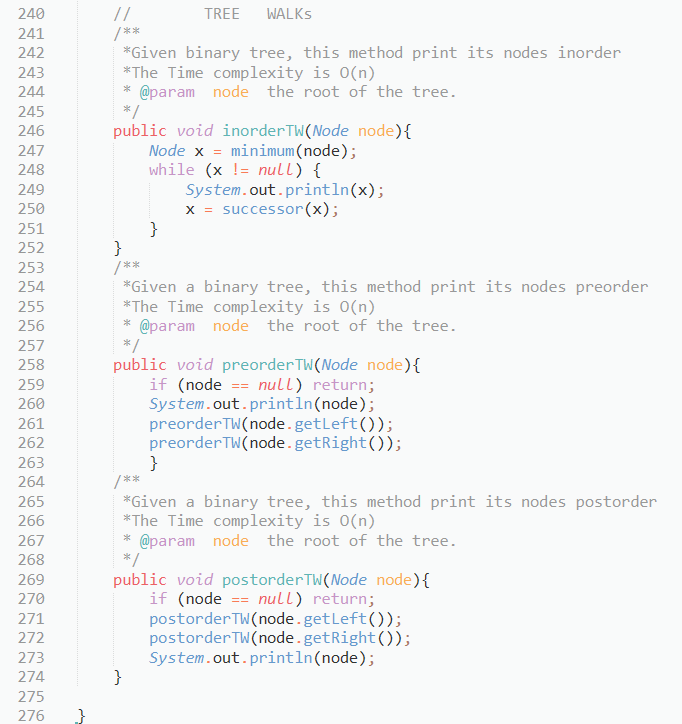 240 //        TREE   WALKs
241 /**
242  *Given binary tree, this method print its nodes inorder
243  *The Time complexity is O(n)
244  * @param  node  the root of the tree.
245  */
246 public void inorderTW(Node node){
247     Node x = minimum(node);
248     while (x != null) {
249         System.out.println(x);
250         x = successor(x);
251     }
252 }
253 /**
254  *Given a binary tree, this method print its nodes preorder
255  *The Time complexity is O(n)
256  * @param  node  the root of the tree.
257  */
258 public void preorderTW(Node node){
259     if (node == null) return;
260     System.out.println(node);
261     preorderTW(node.getLeft());
262     preorderTW(node.getRight());
263     }
264 /**
265  *Given a binary tree, this method print its nodes postorder
266  *The Time complexity is O(n)
267  * @param  node  the root of the tree.
268  */
269 public void postorderTW(Node node){
270     if (node == null) return;
271     postorderTW(node.getLeft());
272     postorderTW(node.getRight());
273     System.out.println(node);
274 }
275
276 }